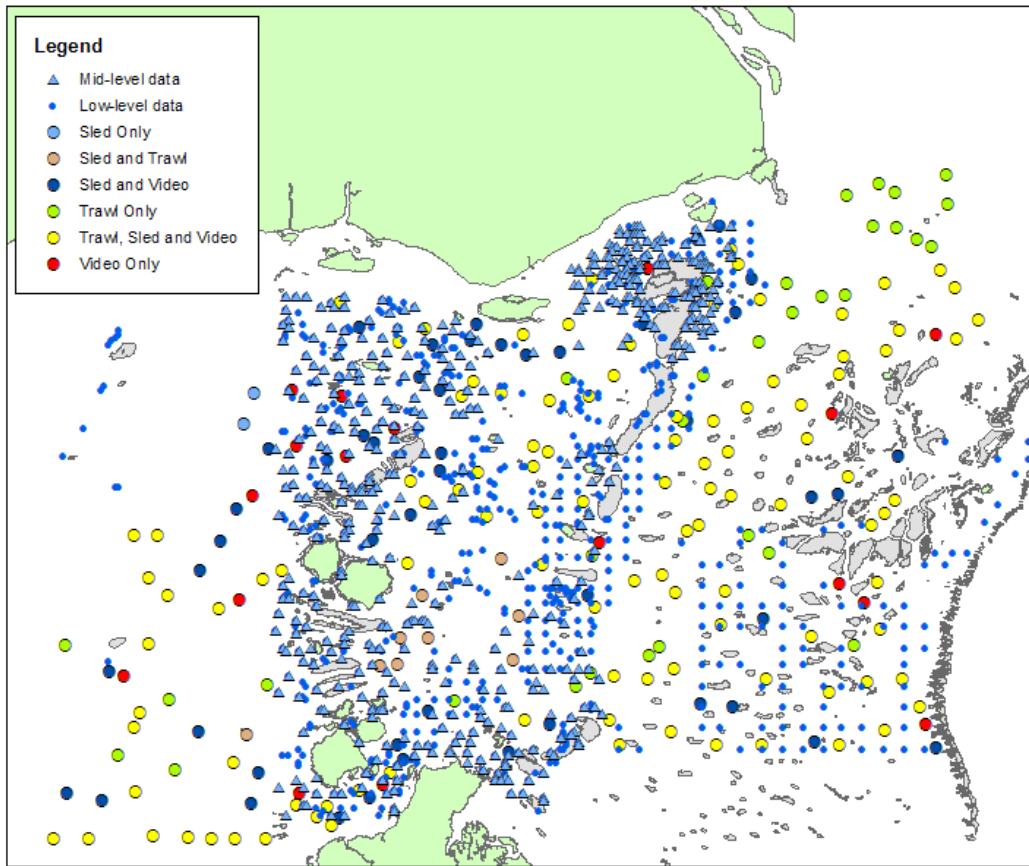 Legend
Mid-level data
Low-level data
Sled Only
Sled and Trawl
Sled and Video
Trawl Only
Trawl, Sled and Video
Video Only